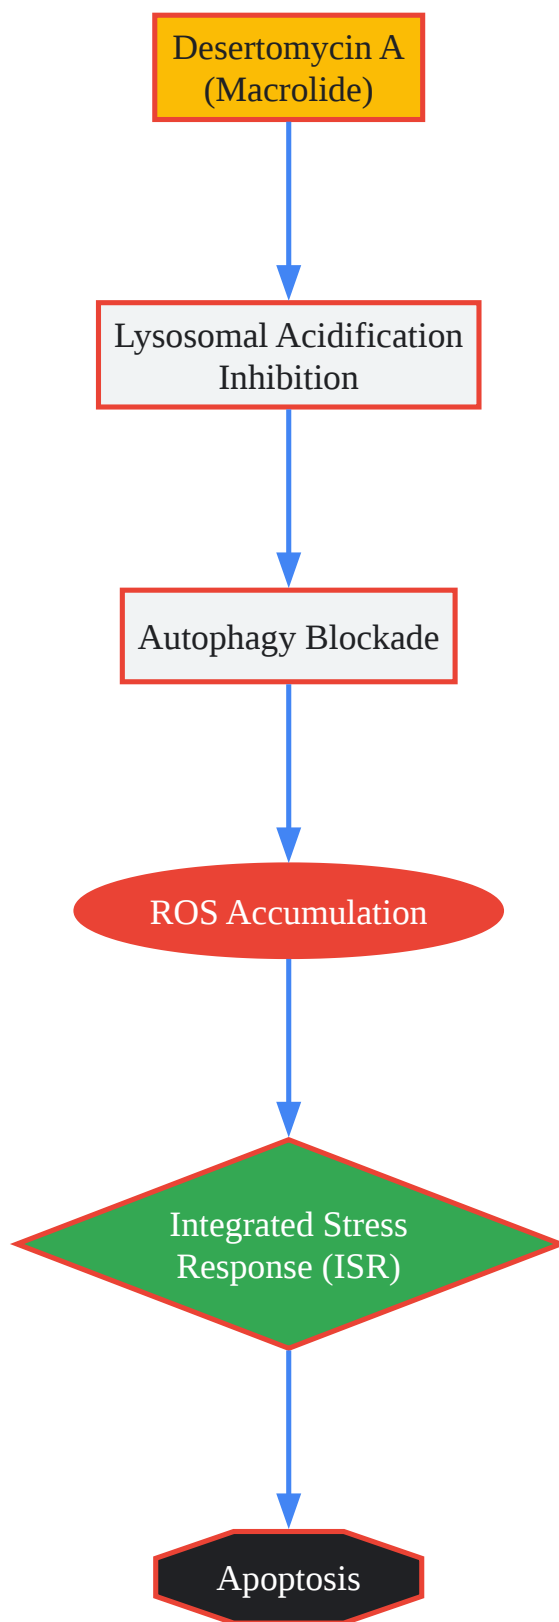 Desertomycin A
(Macrolide)
Lysosomal Acidification
Inhibition
Autophagy Blockade
ROS Accumulation
Integrated Stress
Response (ISR)
Apoptosis